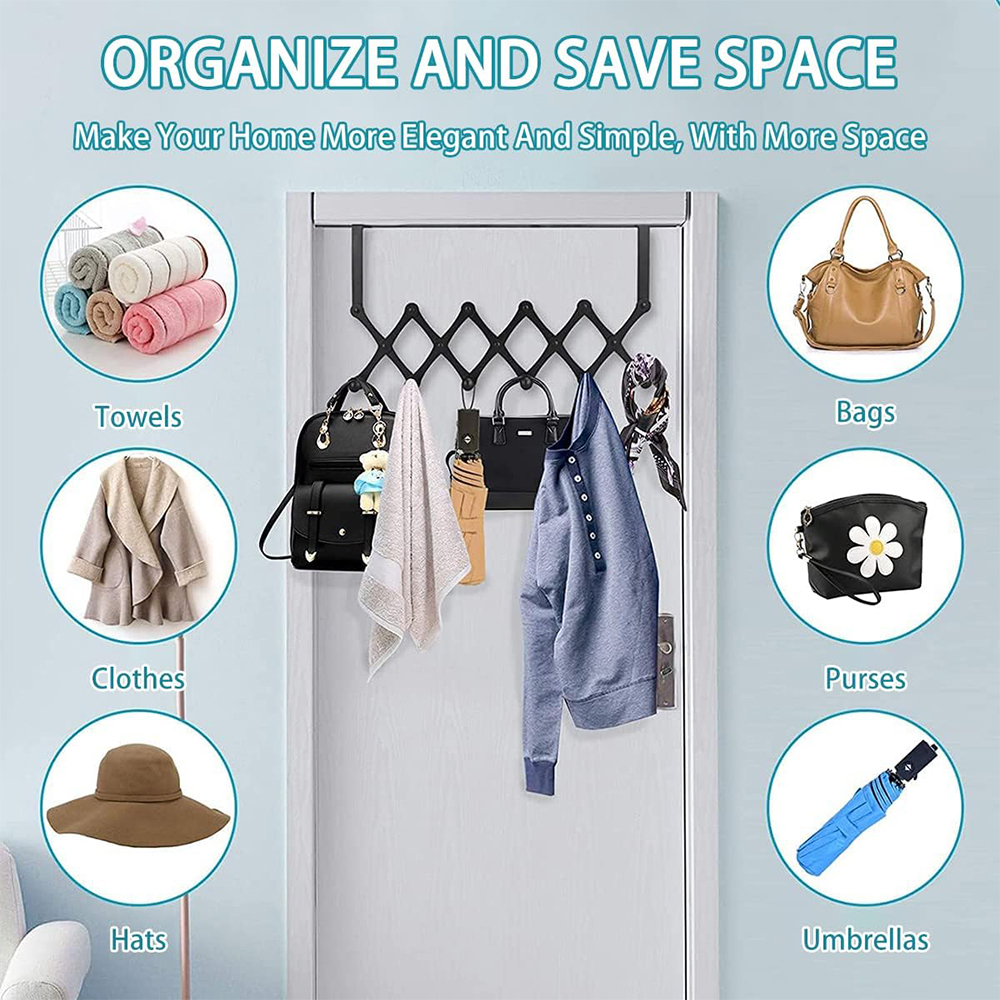 ORGANIZE AND SAVE SPACE
Make Your Home More Elegant And Simple, With More Space
Towels
Bags
Clothes
Purses
Hats
Umbrellas